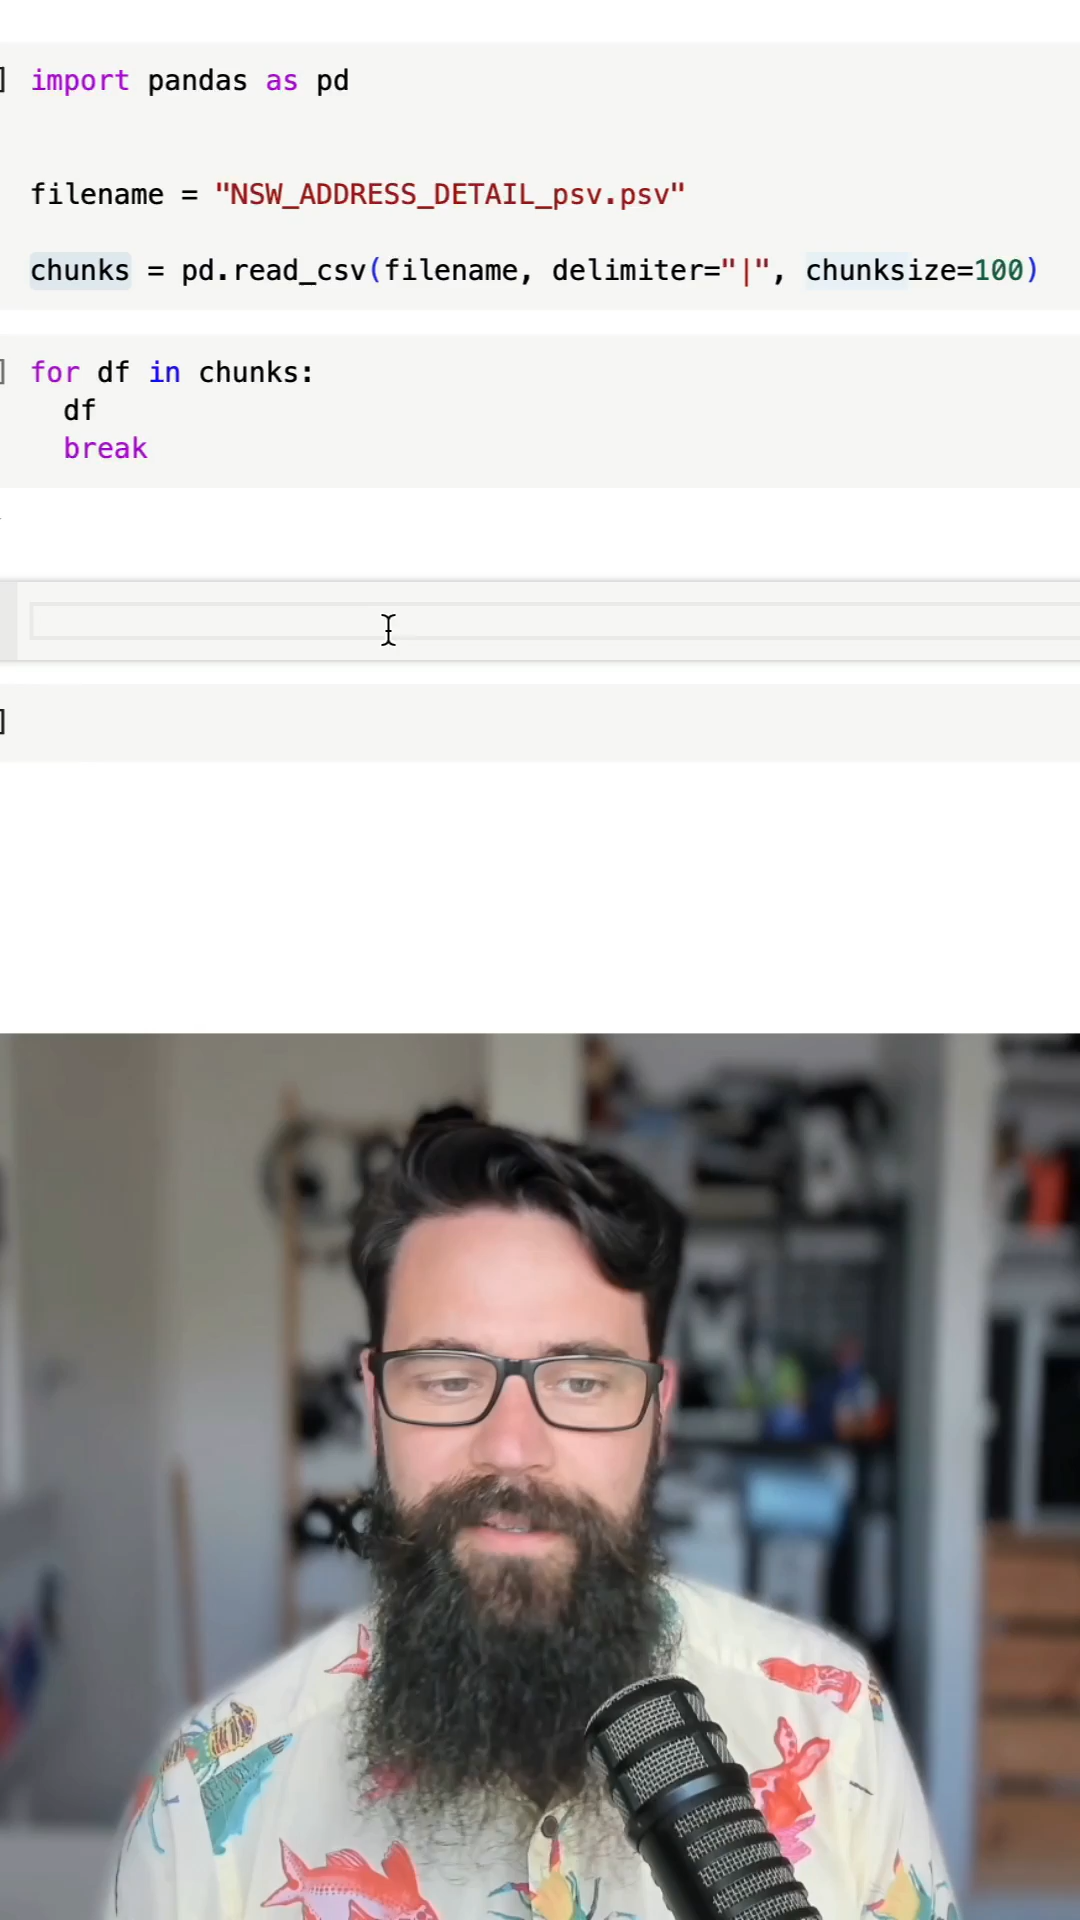 ] import pandas as pd
filename = "NSW_ADDRESS_DETAIL_psv.psv"
chunks = pd.read_csv(filename, delimiter="|", chunksize=100)
] for df in chunks:
df
break
]